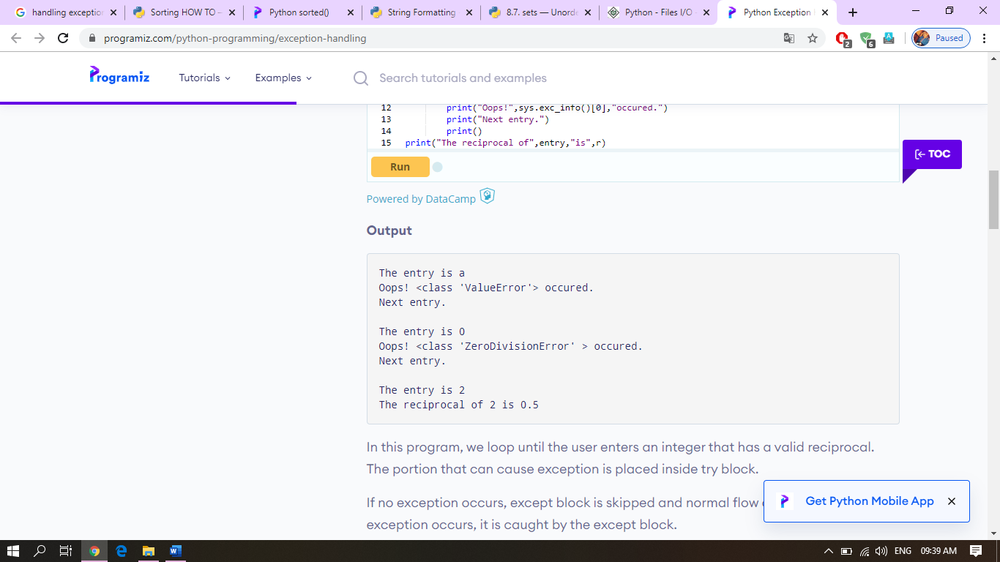 handling exception
Sorting HOW TO –
Python sorted()
String Formatting
8.7. sets — Unorde
Python - Files I/O
Python Exception
programiz.com/python-programming/exception-handling
2
6
Paused
Programiz
Tutorials
Examples
Search tutorials and examples
12 print("Oops!",sys.exc_info()[0],"occured.")
13 print("Next entry.")
14 print()
15 print("The reciprocal of",entry,"is",r)
Run
TOC
Powered by DataCamp
Output
The entry is a
Oops! <class 'ValueError'> occured.
Next entry.
The entry is 0
Oops! <class 'ZeroDivisionError' > occured.
Next entry.
The entry is 2
The reciprocal of 2 is 0.5
In this program, we loop until the user enters an integer that has a valid reciprocal.
The portion that can cause exception is placed inside try block.
If no exception occurs, except block is skipped and normal flow
exception occurs, it is caught by the except block.
Get Python Mobile App
ENG
09:39 AM